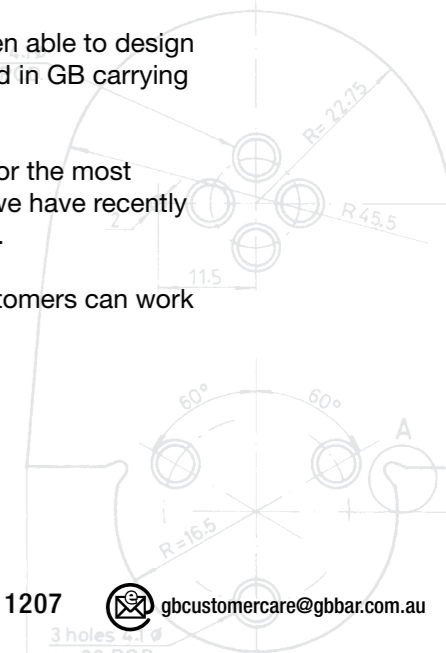 en able to design
d in GB carrying
or the most
we have recently
.
tomers can work
R= 22.75
R 45.5
2
11.5
60°
60°
A
R=16.5
1207
gbcustomercare@gbbar.com.au
3 holes 4.1 ø